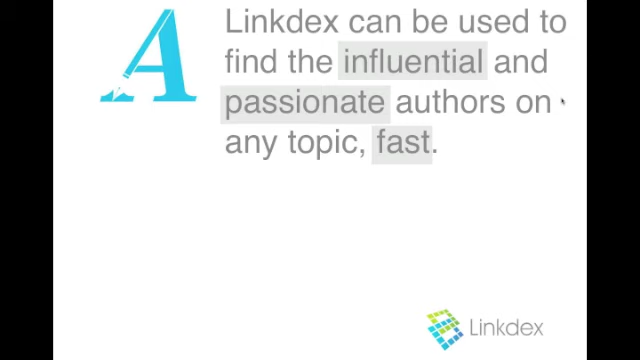 A
Linkdex can be used to
find the influential and
passionate authors on
any topic, fast.
Linkdex